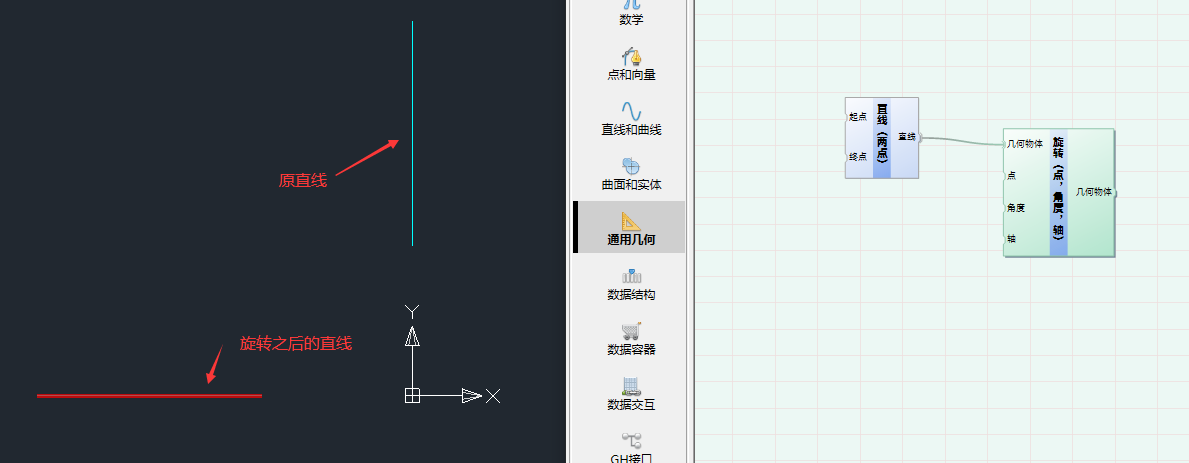 原直线
旋转之后的直线
Y
X
数学
点和向量
直线和曲线
曲面和实体
通用几何
数据结构
数据容器
数据交互
GH接口
起点
终点
直线（两点）
直线
几何物体
点
角度
轴
旋转（点，角度，轴）
几何物体